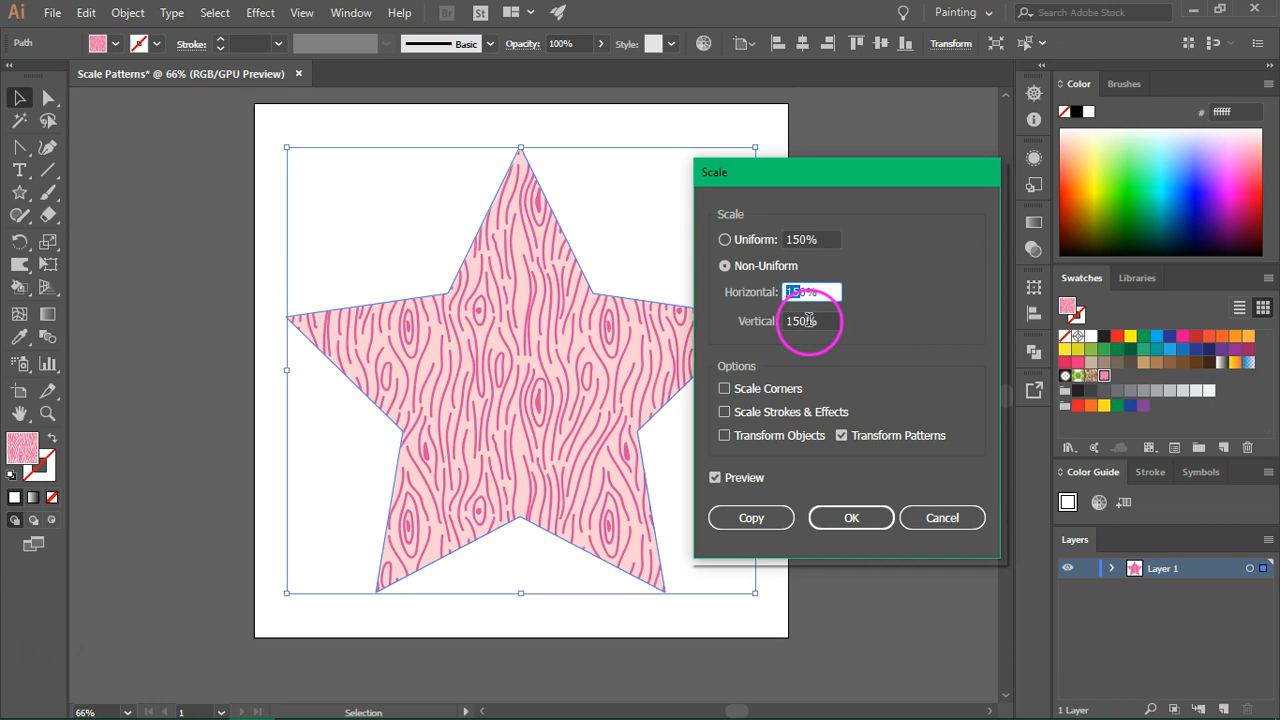 Ai File Edit Object Type Select Effect View Window Help Br St Painting Search Adobe Stock
Path Stroke: Basic Opacity: 100% Style: Transform
Scale Patterns* @ 66% (RGB/GPU Preview)
Color Brushes
# ffffff
Scale
Scale
Uniform: 150%
Non-Uniform
Horizontal: 150%
Vertical 150%
Options
Scale Corners
Scale Strokes & Effects
Transform Objects Transform Patterns
Preview
Copy OK Cancel
Swatches Libraries
Color Guide Stroke Symbols
Layers
Layer 1
1 Layer
66% 1 Selection